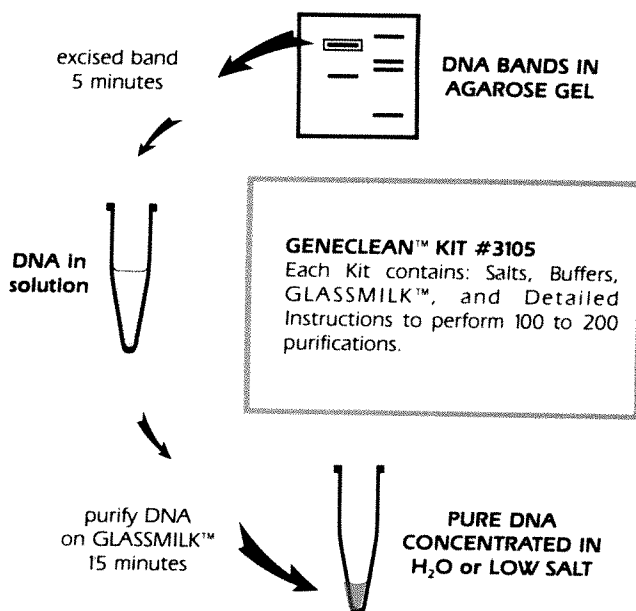 excised band
5 minutes
DNA BANDS IN
AGAROSE GEL
DNA in
solution
GENECLEAN™ KIT #3105
Each Kit contains: Salts, Buffers,
GLASSMILK™, and Detailed
Instructions to perform 100 to 200
purifications.
purify DNA
on GLASSMILK™
15 minutes
PURE DNA
CONCENTRATED IN
H₂O or LOW SALT